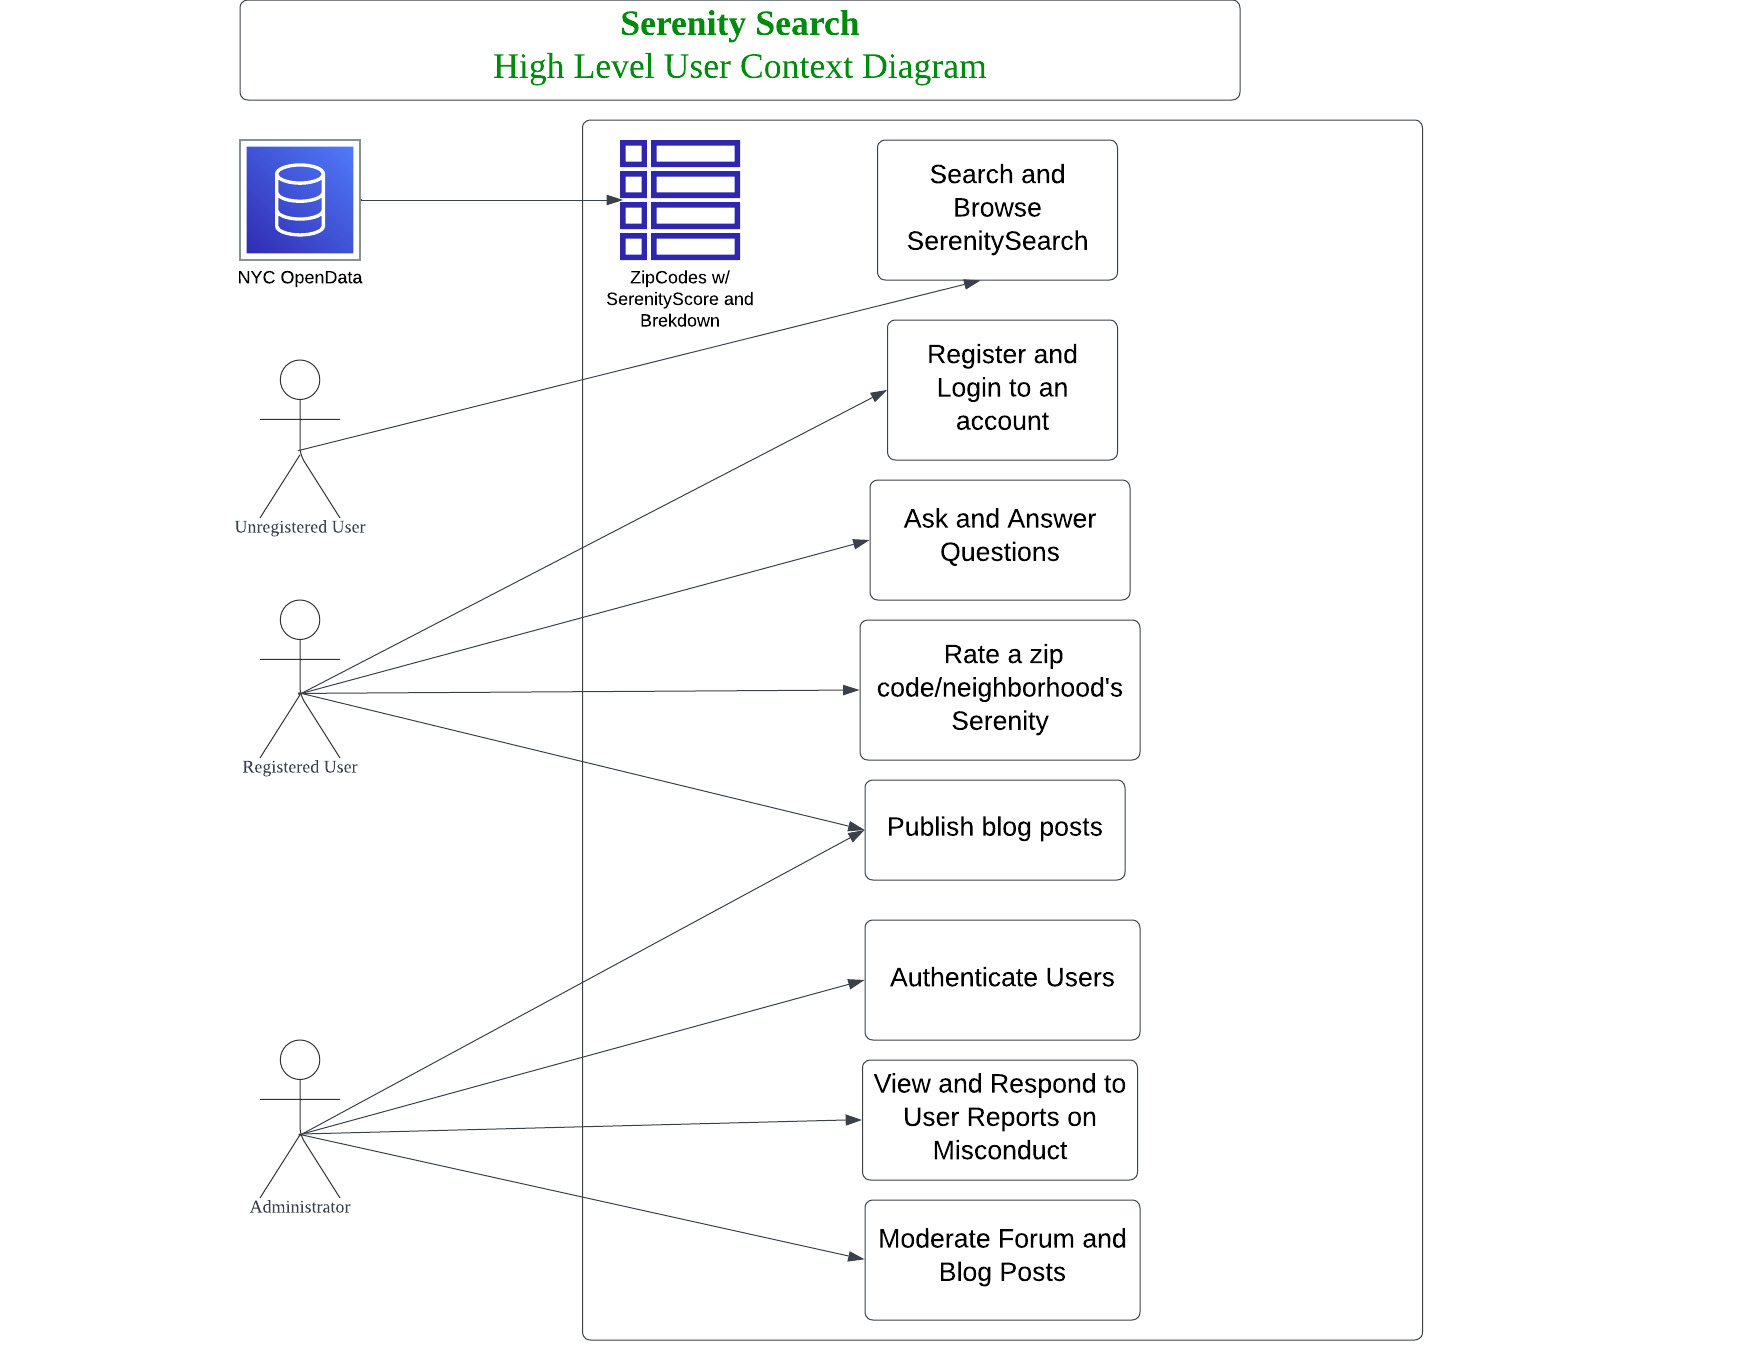 Serenity Search
High Level User Context Diagram
NYC OpenData
ZipCodes w/
SerenityScore and
Brekdown
Search and
Browse
SerenitySearch
Unregistered User
Register and
Login to an
account
Ask and Answer
Questions
Registered User
Rate a zip
code/neighborhood's
Serenity
Publish blog posts
Authenticate Users
Administrator
View and Respond to
User Reports on
Misconduct
Moderate Forum and
Blog Posts